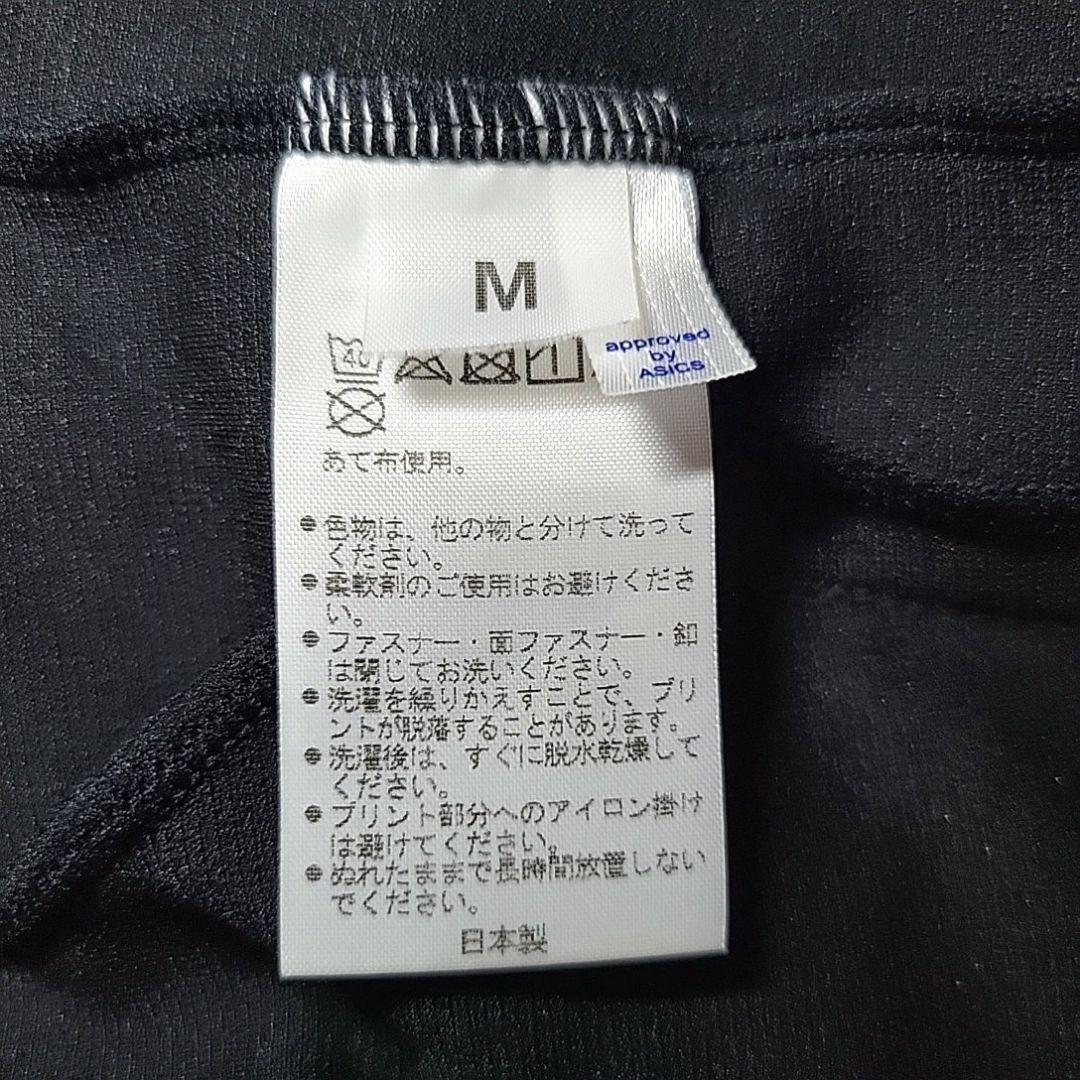 M
approved
by
ASICS
40
あて布使用。
●色物は、他の物と分けて洗って
ください。
●柔軟剤のご使用はお避けくださ
い。
●ファスナー・面ファスナー・釦
は閉じてお洗いください。
●洗濯を繰りかえすことで、プリ
ントが脱落することがあります。
●洗濯後は、すぐに脱水乾燥して
ください。
●プリント部分へのアイロン掛け
は避けてください。
●ぬれたままで長時間放置しない
でください。
日本製